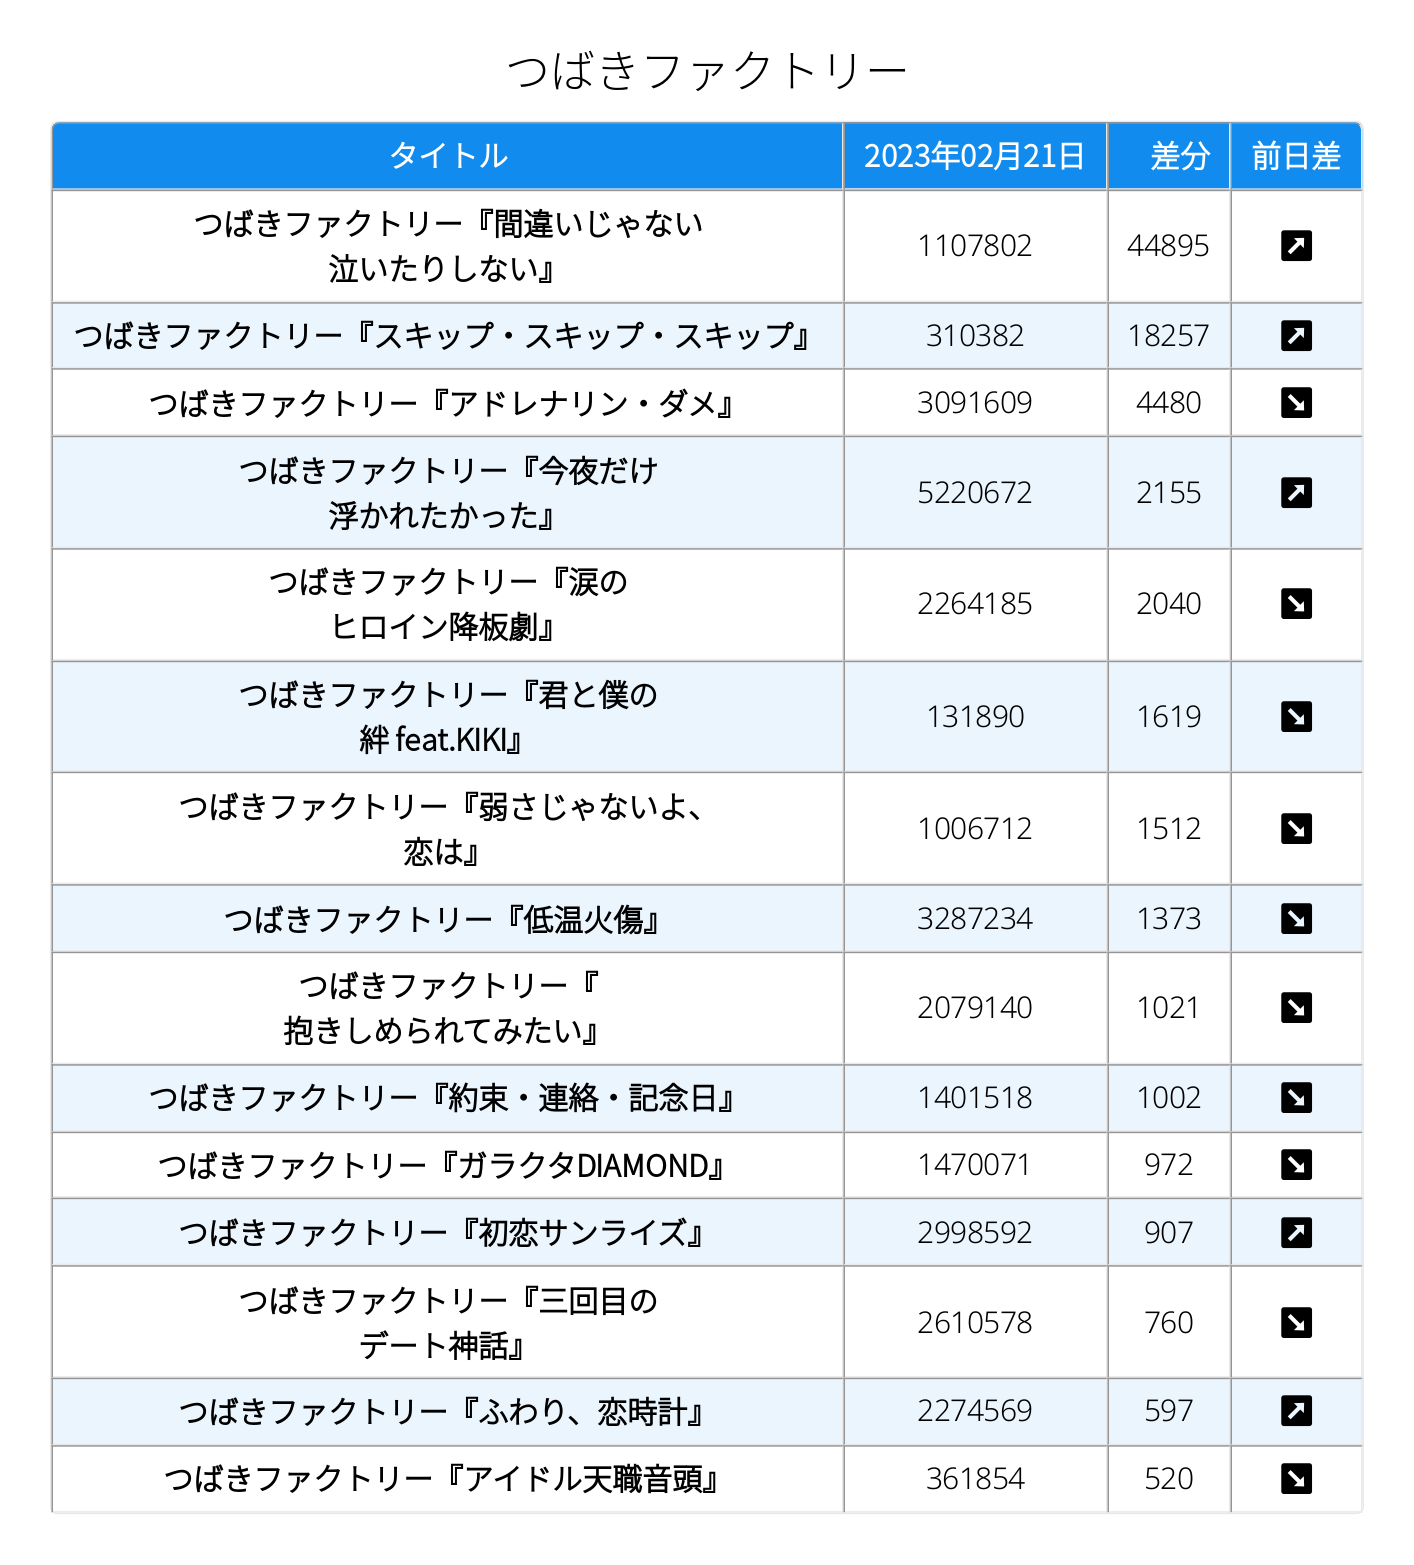 つばきファクトリー
タイトル 2023年02月21日 差分 前日差
つばきファクトリー『間違いじゃない
泣いたりしない』 1107802 44895
つばきファクトリー『スキップ・スキップ・スキップ』 310382 18257
つばきファクトリー『アドレナリン・ダメ』 3091609 4480
つばきファクトリー『今夜だけ
浮かれたかった』 5220672 2155
つばきファクトリー『涙の
ヒロイン降板劇』 2264185 2040
つばきファクトリー『君と僕の
絆 feat.KIKI』 131890 1619
つばきファクトリー『弱さじゃないよ、
恋は』 1006712 1512
つばきファクトリー『低温火傷』 3287234 1373
つばきファクトリー『
抱きしめられてみたい』 2079140 1021
つばきファクトリー『約束・連絡・記念日』 1401518 1002
つばきファクトリー『ガラクタDIAMOND』 1470071 972
つばきファクトリー『初恋サンライズ』 2998592 907
つばきファクトリー『三回目の
デート神話』 2610578 760
つばきファクトリー『ふわり、恋時計』 2274569 597
つばきファクトリー『アイドル天職音頭』 361854 520